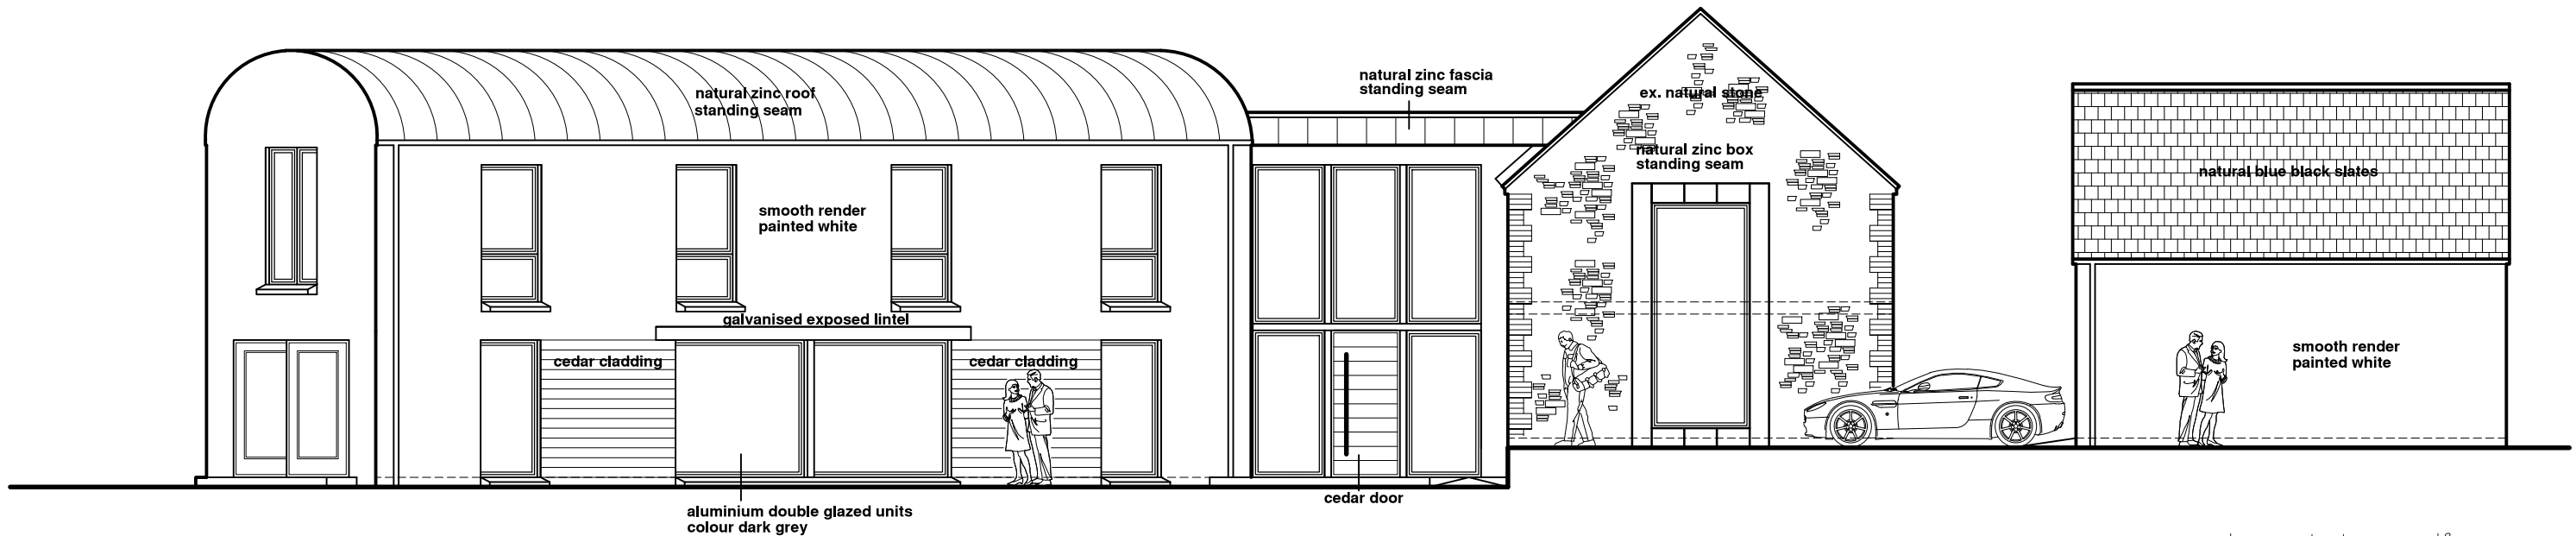 natural zinc roof
standing seam
natural zinc fascia
standing seam
ex. natural stone
natural zinc box
standing seam
natural blue black slates
smooth render
painted white
galvanised exposed lintel
cedar cladding
cedar cladding
smooth render
painted white
cedar door
aluminium double glazed units
colour dark grey